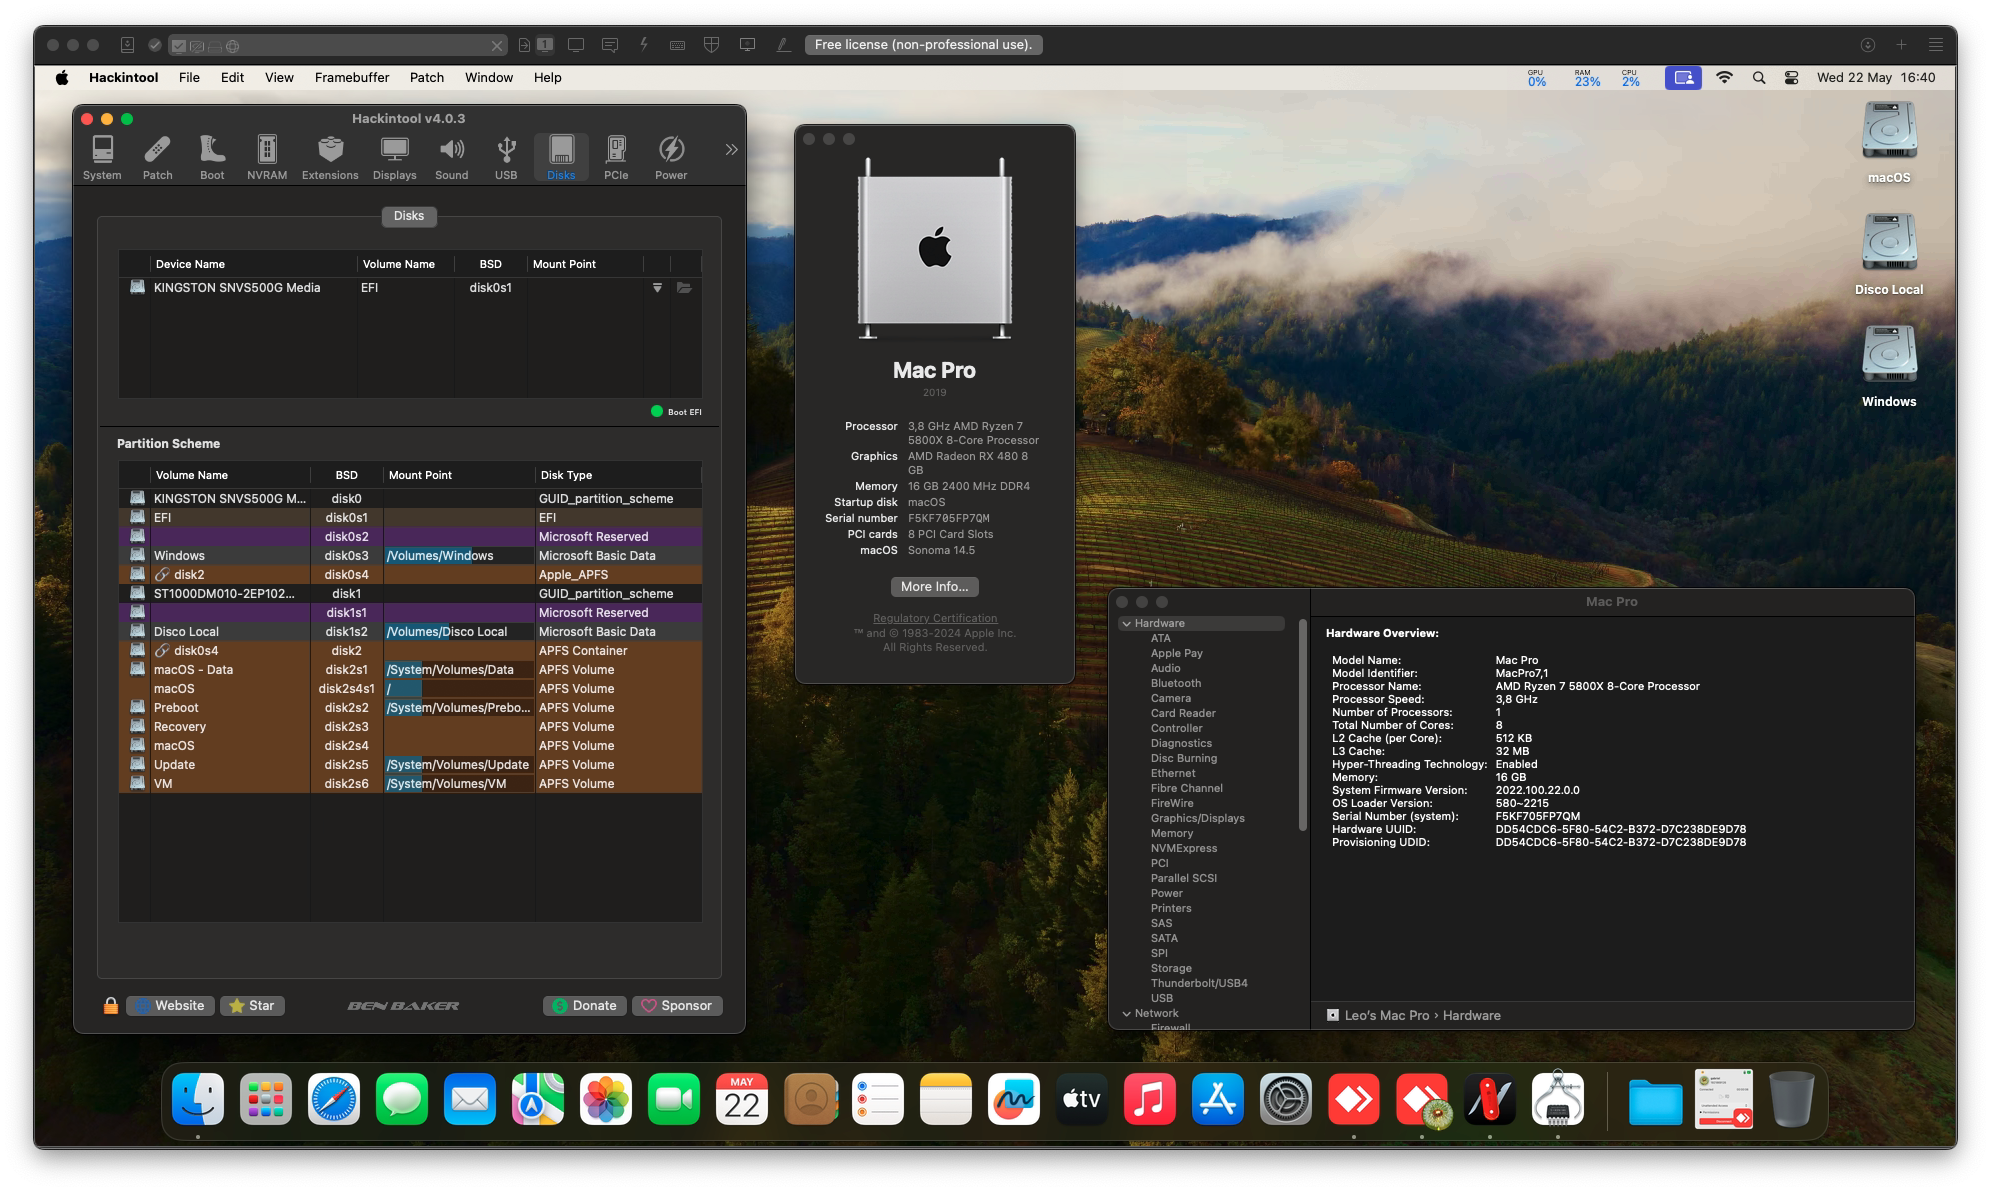 1
Free license (non-professional use).
Hackintool File Edit View Framebuffer Patch Window Help
GPU 0% RAM 23% CPU 2% Wed 22 May 16:40
Hackintool v4.0.3
System Patch Boot NVRAM Extensions Displays Sound USB Disks PCIe Power
Disks
Device Name Volume Name BSD Mount Point
KINGSTON SNVS500G Media EFI disk0s1
Boot EFI
Partition Scheme
Volume Name BSD Mount Point Disk Type
KINGSTON SNVS500G M... disk0 GUID_partition_scheme
EFI disk0s1 EFI
disk0s2 Microsoft Reserved
Windows disk0s3 /Volumes/Windows Microsoft Basic Data
disk2 disk0s4 Apple_APFS
ST1000DM010-2EP102... disk1 GUID_partition_scheme
disk1s1 Microsoft Reserved
Disco Local disk1s2 /Volumes/Disco Local Microsoft Basic Data
disk0s4 disk2 APFS Container
macOS - Data disk2s1 /System/Volumes/Data APFS Volume
macOS disk2s4s1 / APFS Volume
Preboot disk2s2 /System/Volumes/Prebo... APFS Volume
Recovery disk2s3 APFS Volume
macOS disk2s4 APFS Volume
Update disk2s5 /System/Volumes/Update APFS Volume
VM disk2s6 /System/Volumes/VM APFS Volume
Website Star BEN BAKER Donate Sponsor
Mac Pro
2019
Processor 3,8 GHz AMD Ryzen 7
5800X 8-Core Processor
Graphics AMD Radeon RX 480 8
GB
Memory 16 GB 2400 MHz DDR4
Startup disk macOS
Serial number F5KF705FP7QM
PCI cards 8 PCI Card Slots
macOS Sonoma 14.5
More Info...
Regulatory Certification
™ and © 1983-2024 Apple Inc.
All Rights Reserved.
macOS
Disco Local
Windows
Mac Pro
Hardware
ATA
Apple Pay
Audio
Bluetooth
Camera
Card Reader
Controller
Diagnostics
Disc Burning
Ethernet
Fibre Channel
FireWire
Graphics/Displays
Memory
NVMExpress
PCI
Parallel SCSI
Power
Printers
SAS
SATA
SPI
Storage
Thunderbolt/USB4
USB
Network
Firewall
Hardware Overview:
Model Name: Mac Pro
Model Identifier: MacPro7,1
Processor Name: AMD Ryzen 7 5800X 8-Core Processor
Processor Speed: 3,8 GHz
Number of Processors: 1
Total Number of Cores: 8
L2 Cache (per Core): 512 KB
L3 Cache: 32 MB
Hyper-Threading Technology: Enabled
Memory: 16 GB
System Firmware Version: 2022.100.22.0.0
OS Loader Version: 580~2215
Serial Number (system): F5KF705FP7QM
Hardware UUID: DD54CDC6-5F80-54C2-B372-D7C238DE9D78
Provisioning UDID: DD54CDC6-5F80-54C2-B372-D7C238DE9D78
Leo's Mac Pro › Hardware
MAY
22
tv